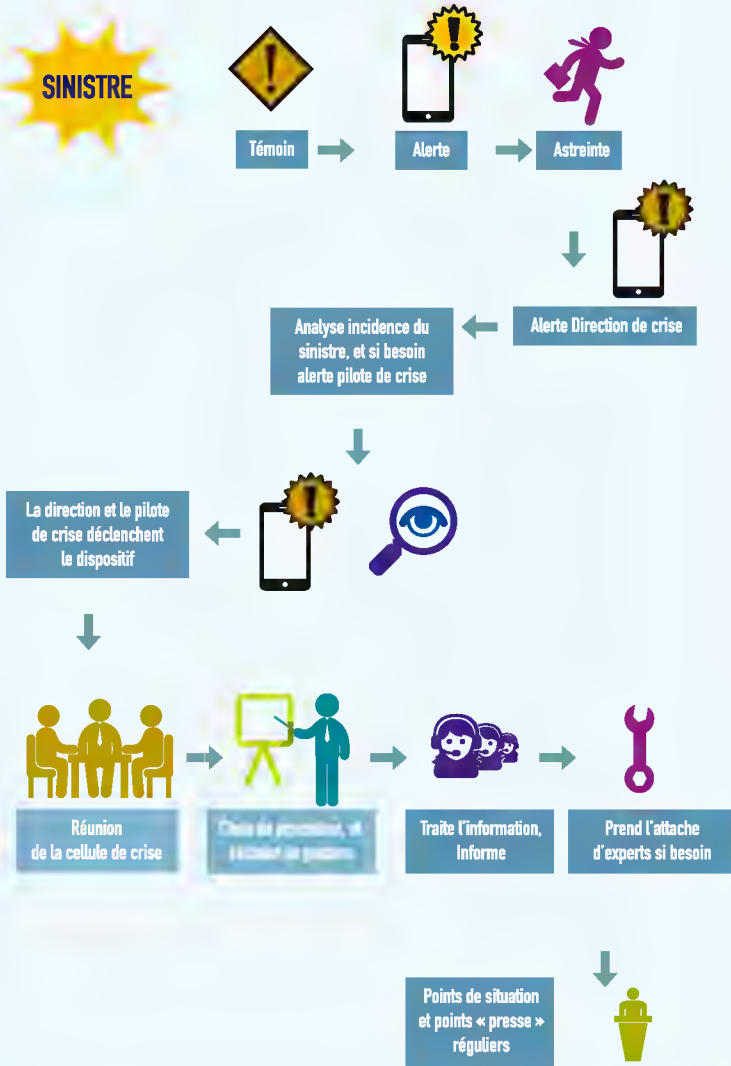 SINISTRE
Témoin
Alerte
Astreinte
Alerte Direction de crise
Analyse incidence du
sinistre, et si besoin
alerte pilote de crise
La direction et le pilote
de crise déclenchent
le dispositif
Réunion
de la cellule de crise
Traite l'information,
Informe
Prend l'attache
d'experts si besoin
Points de situation
et points « presse »
réguliers